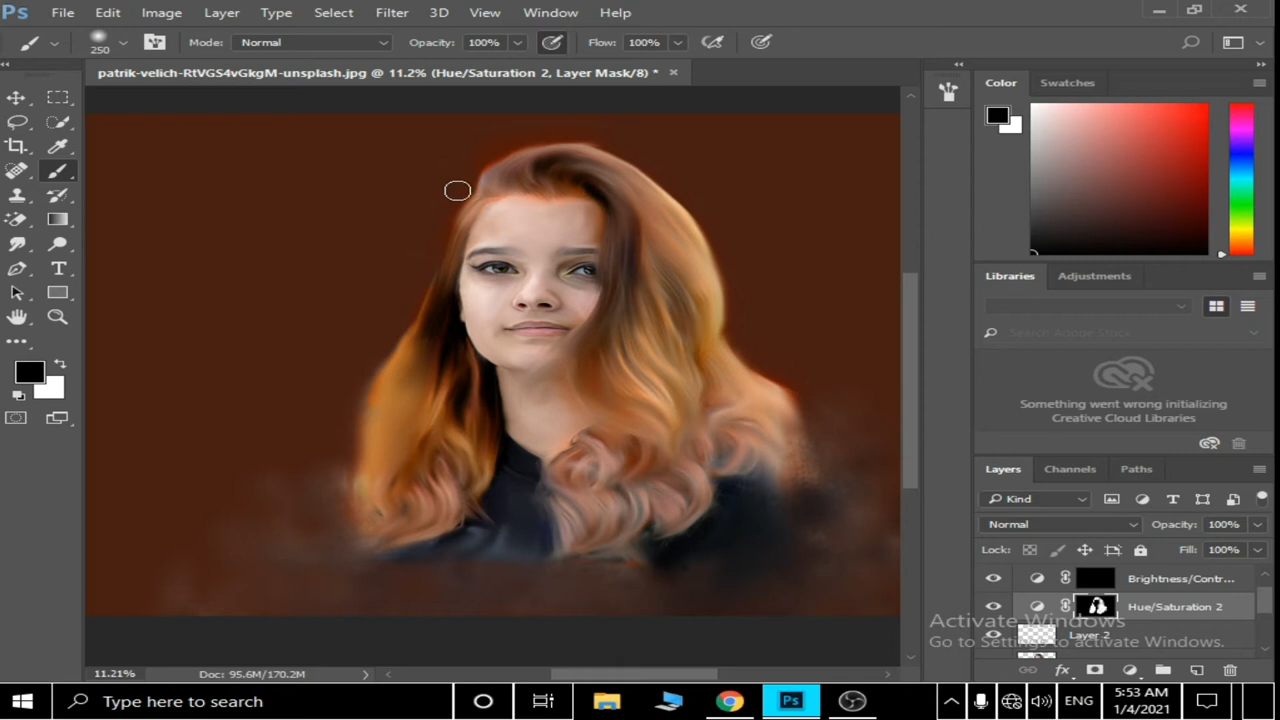 Ps File Edit Image Layer Type Select Filter 3D View Window Help
250 Mode: Normal Opacity: 100% Flow: 100%
patrik-velich-RtVGS4vGkgM-unsplash.jpg @ 11.2% (Hue/Saturation 2, Layer Mask/8) *
Color Swatches
Libraries Adjustments
Search Adobe Stock
Something went wrong initializing
Creative Cloud Libraries
Layers Channels Paths
Kind
Normal Opacity: 100%
Lock: Fill: 100%
Brightness/Contr...
Hue/Saturation 2
Layer 2
Activate Windows
Go to Settings to activate Windows.
11.21% Doc: 95.6M/170.2M
Type here to search
Ps
ENG
5:53 AM
1/4/2021